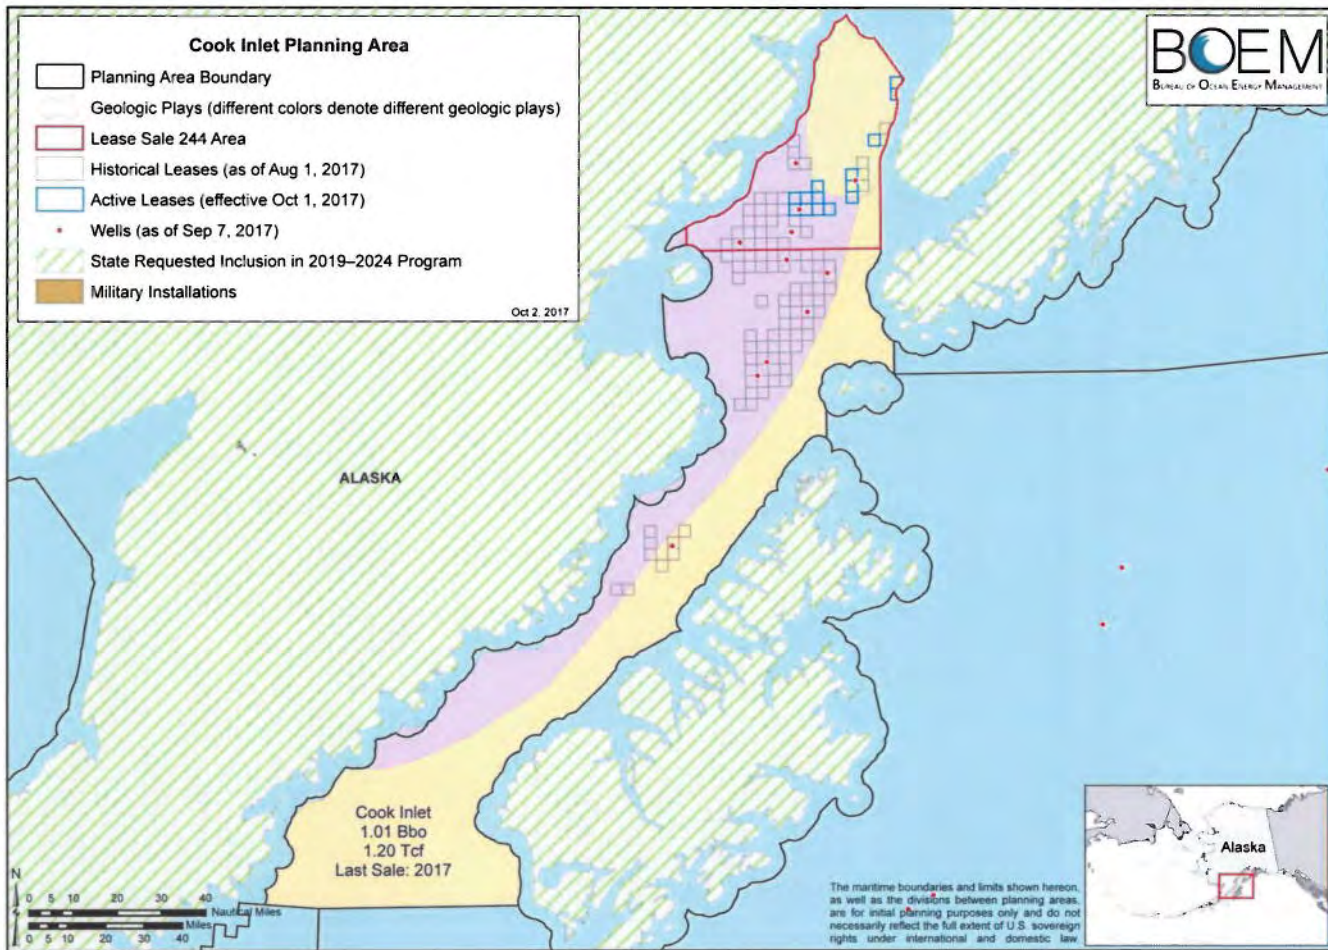 Cook Inlet Planning Area
Planning Area Boundary
Geologic Plays (different colors denote different geologic plays)
Lease Sale 244 Area
Historical Leases (as of Aug 1, 2017)
Active Leases (effective Oct 1, 2017)
Wells (as of Sep 7, 2017)
State Requested Inclusion in 2019–2024 Program
Military Installations
Oct 2, 2017
BOEM
BUREAU OF OCEAN ENERGY MANAGEMENT
ALASKA
Cook Inlet
1.01 Bbo
1.20 Tcf
Last Sale: 2017
N
0 5 10 20 30 40
Nautical Miles
Miles
0 5 10 20 30 40
The maritime boundaries and limits shown hereon,
as well as the divisions between planning areas,
are for initial planning purposes only and do not
necessarily reflect the full extent of U.S. sovereign
rights under international and domestic law.
Alaska